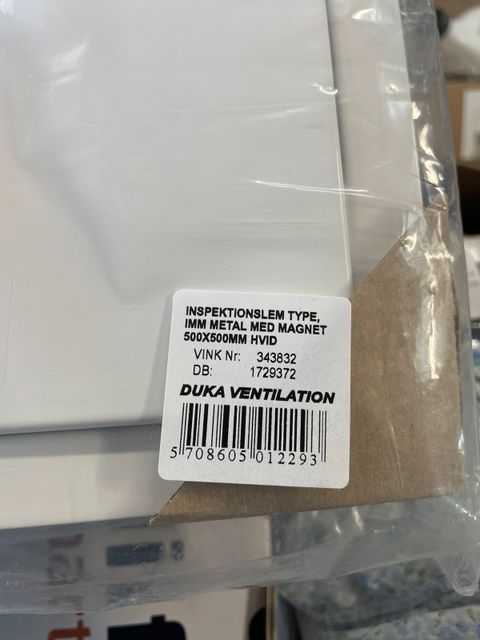 INSPEKTIONSLEM TYPE,
IMM METAL MED MAGNET
500X500MM HVID
VINK Nr: 343832
DB: 1729372
DUKA VENTILATION
5 708605 012293